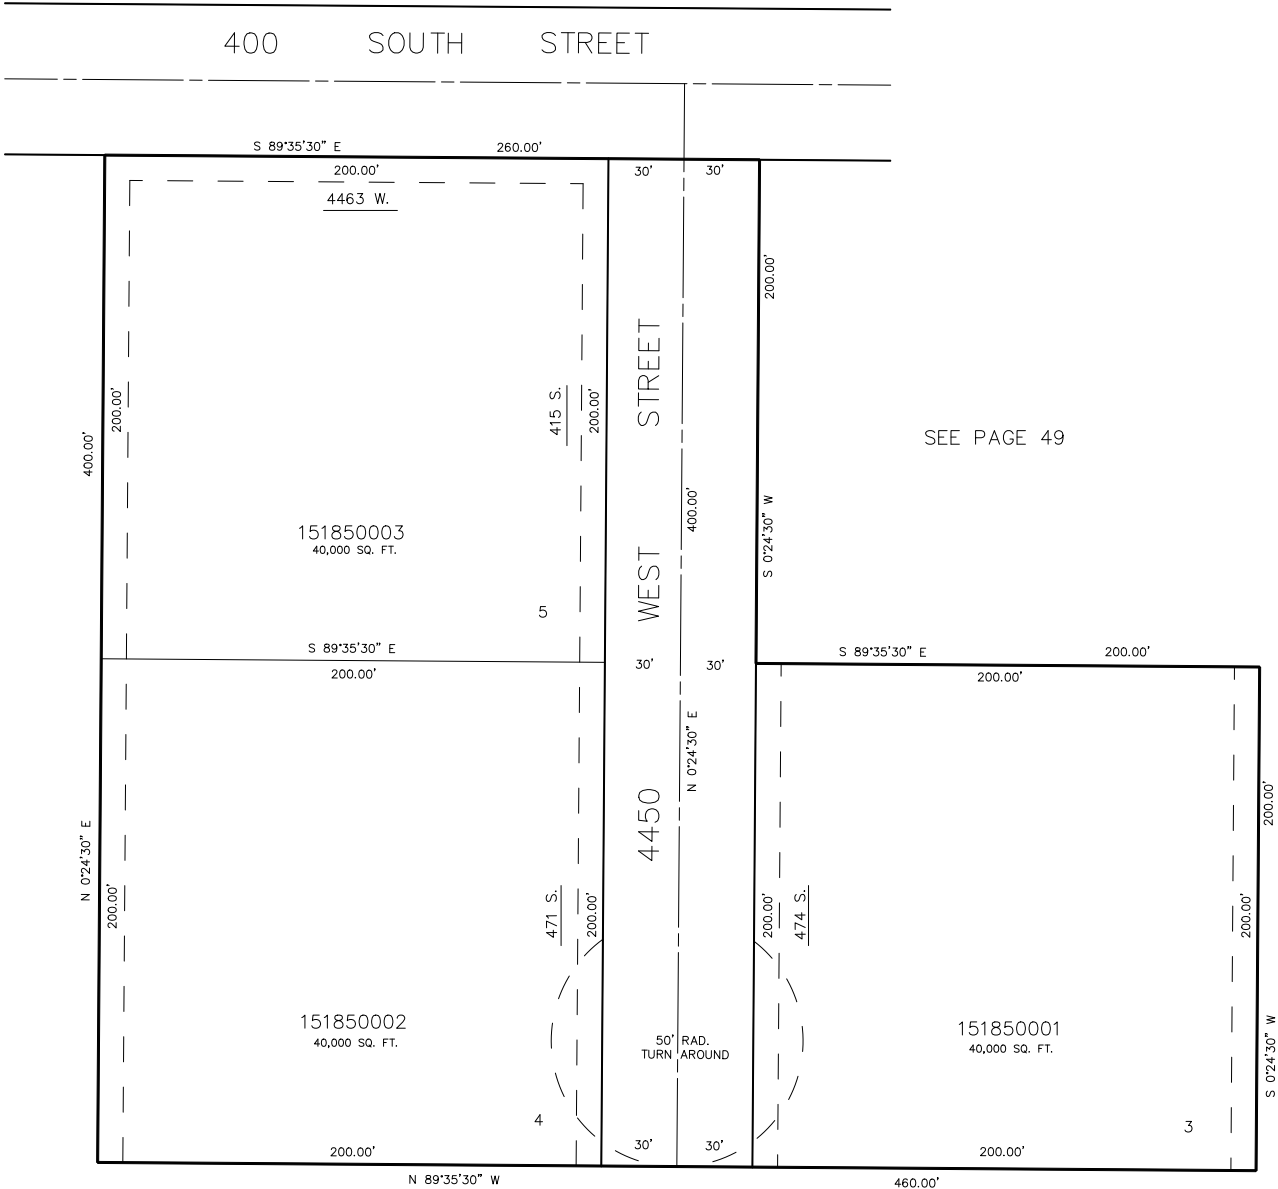 400 SOUTH STREET
S 89°35'30" E 260.00'
200.00' 30' 30'
4463 W.
200.00'
400.00'
200.00'
415 S.
200.00'
STREET
SEE PAGE 49
400.00'
S 0°24'30" W
151850003
40,000 SQ. FT.
WEST
5
S 89°35'30" E
200.00'
30' 30'
S 89°35'30" E 200.00'
200.00'
N 0°24'30" E
4450
200.00'
N 0°24'30" E
200.00'
471 S.
200.00'
200.00'
474 S.
200.00'
151850002
40,000 SQ. FT.
50' RAD.
TURN AROUND
151850001
40,000 SQ. FT.
S 0°24'30" W
4
3
200.00' 30' 30' 200.00'
N 89°35'30" W 460.00'